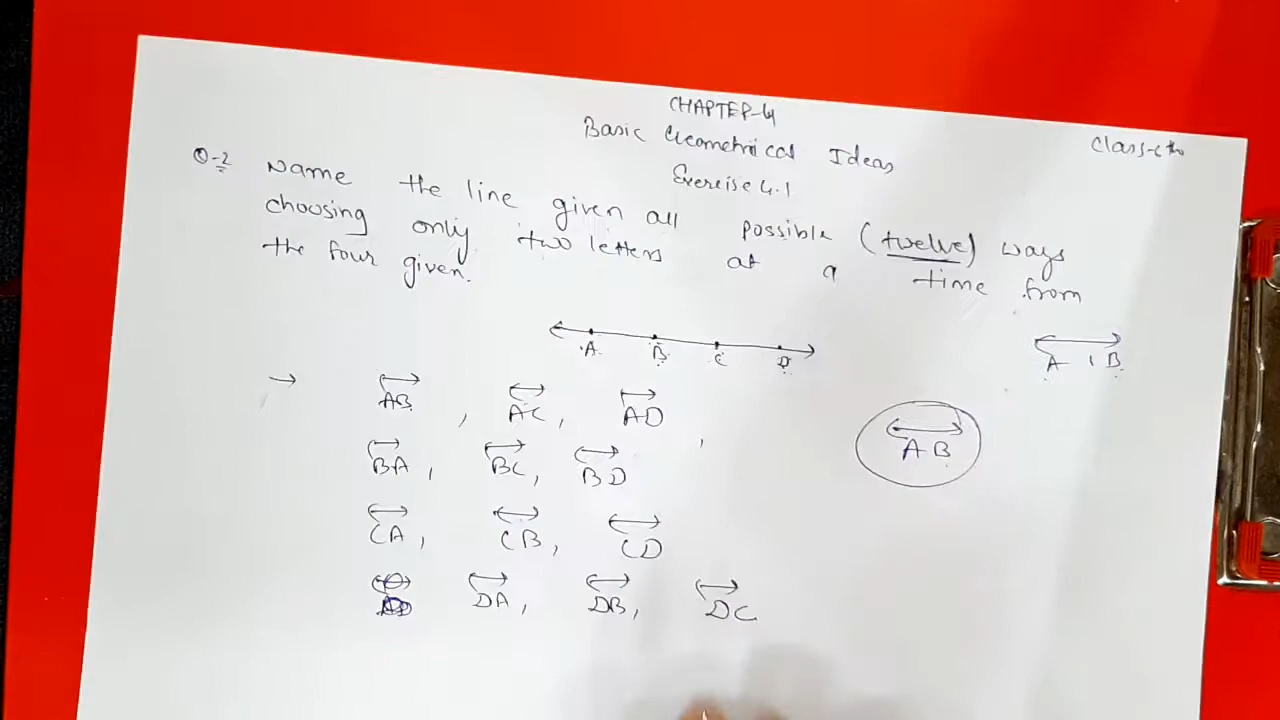 CHAPTER-4
Basic Geometrical Ideas
Class-6th
Exercise 4.1
Q-2 Name the line given all possible (twelve) ways
choosing only two letters at a time from
the four given.
A B C D
A , B
AB , AC , AD ,
AB
BA , BC , BD
CA , CB , CD
DA , DB , DC